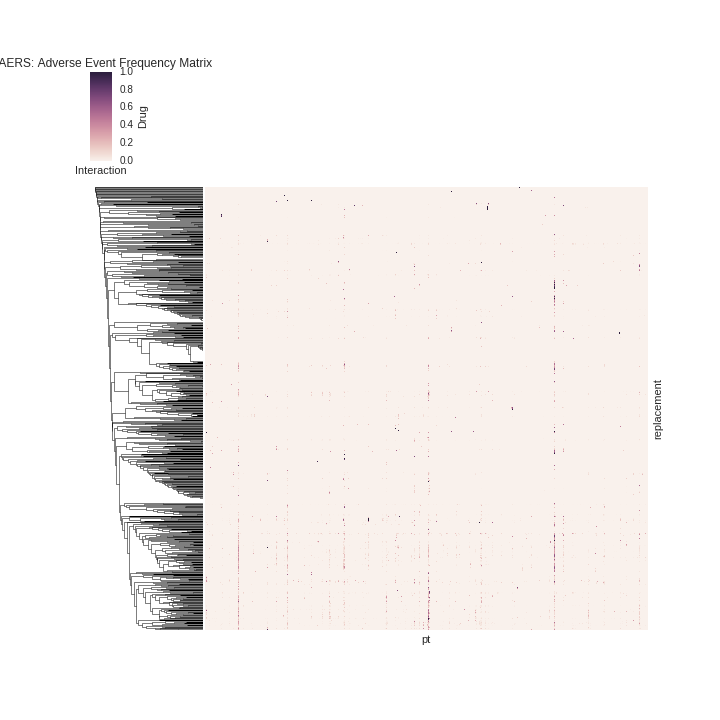 AERS: Adverse Event Frequency Matrix
1.0
0.8
0.6
0.4
0.2
0.0
Drug
Interaction
replacement
pt